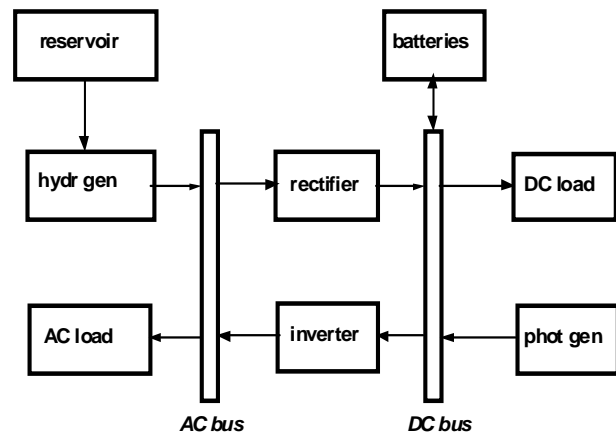 reservoir
batteries
hydr gen
rectifier
DC load
AC load
inverter
phot gen
AC bus
DC bus